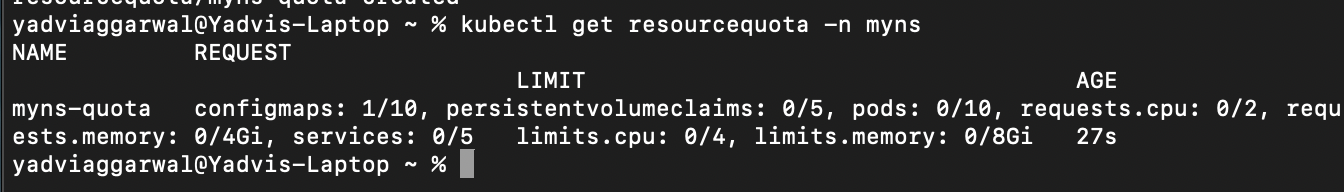 resourcequota/myns-quota created
yadviaggarwal@Yadvis-Laptop ~ % kubectl get resourcequota -n myns
NAME         REQUEST
                                          LIMIT                                        AGE
myns-quota   configmaps: 1/10, persistentvolumeclaims: 0/5, pods: 0/10, requests.cpu: 0/2, requ
ests.memory: 0/4Gi, services: 0/5   limits.cpu: 0/4, limits.memory: 0/8Gi   27s
yadviaggarwal@Yadvis-Laptop ~ %